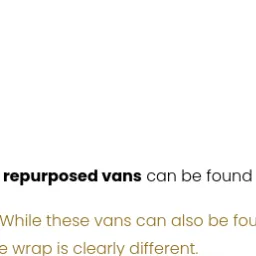 repurposed vans can be found
While these vans can also be fou
e wrap is clearly different.